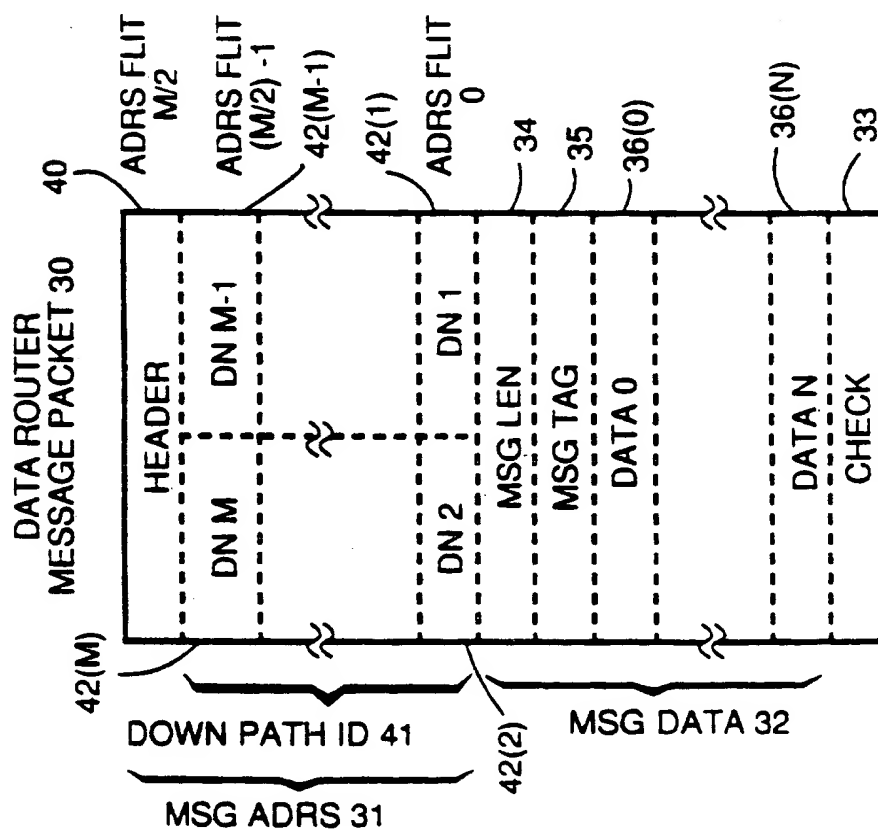 DATA ROUTER
MESSAGE PACKET 30
40
HEADER
ADRS FLIT
M/2
42(M)
DN M
DN M-1
ADRS FLIT
(M/2) -1
42(M-1)
DN 2
DN 1
42(1)
ADRS FLIT
0
42(2)
DOWN PATH ID 41
MSG ADRS 31
MSG LEN
34
MSG TAG
35
DATA 0
36(0)
MSG DATA 32
DATA N
36(N)
CHECK
33